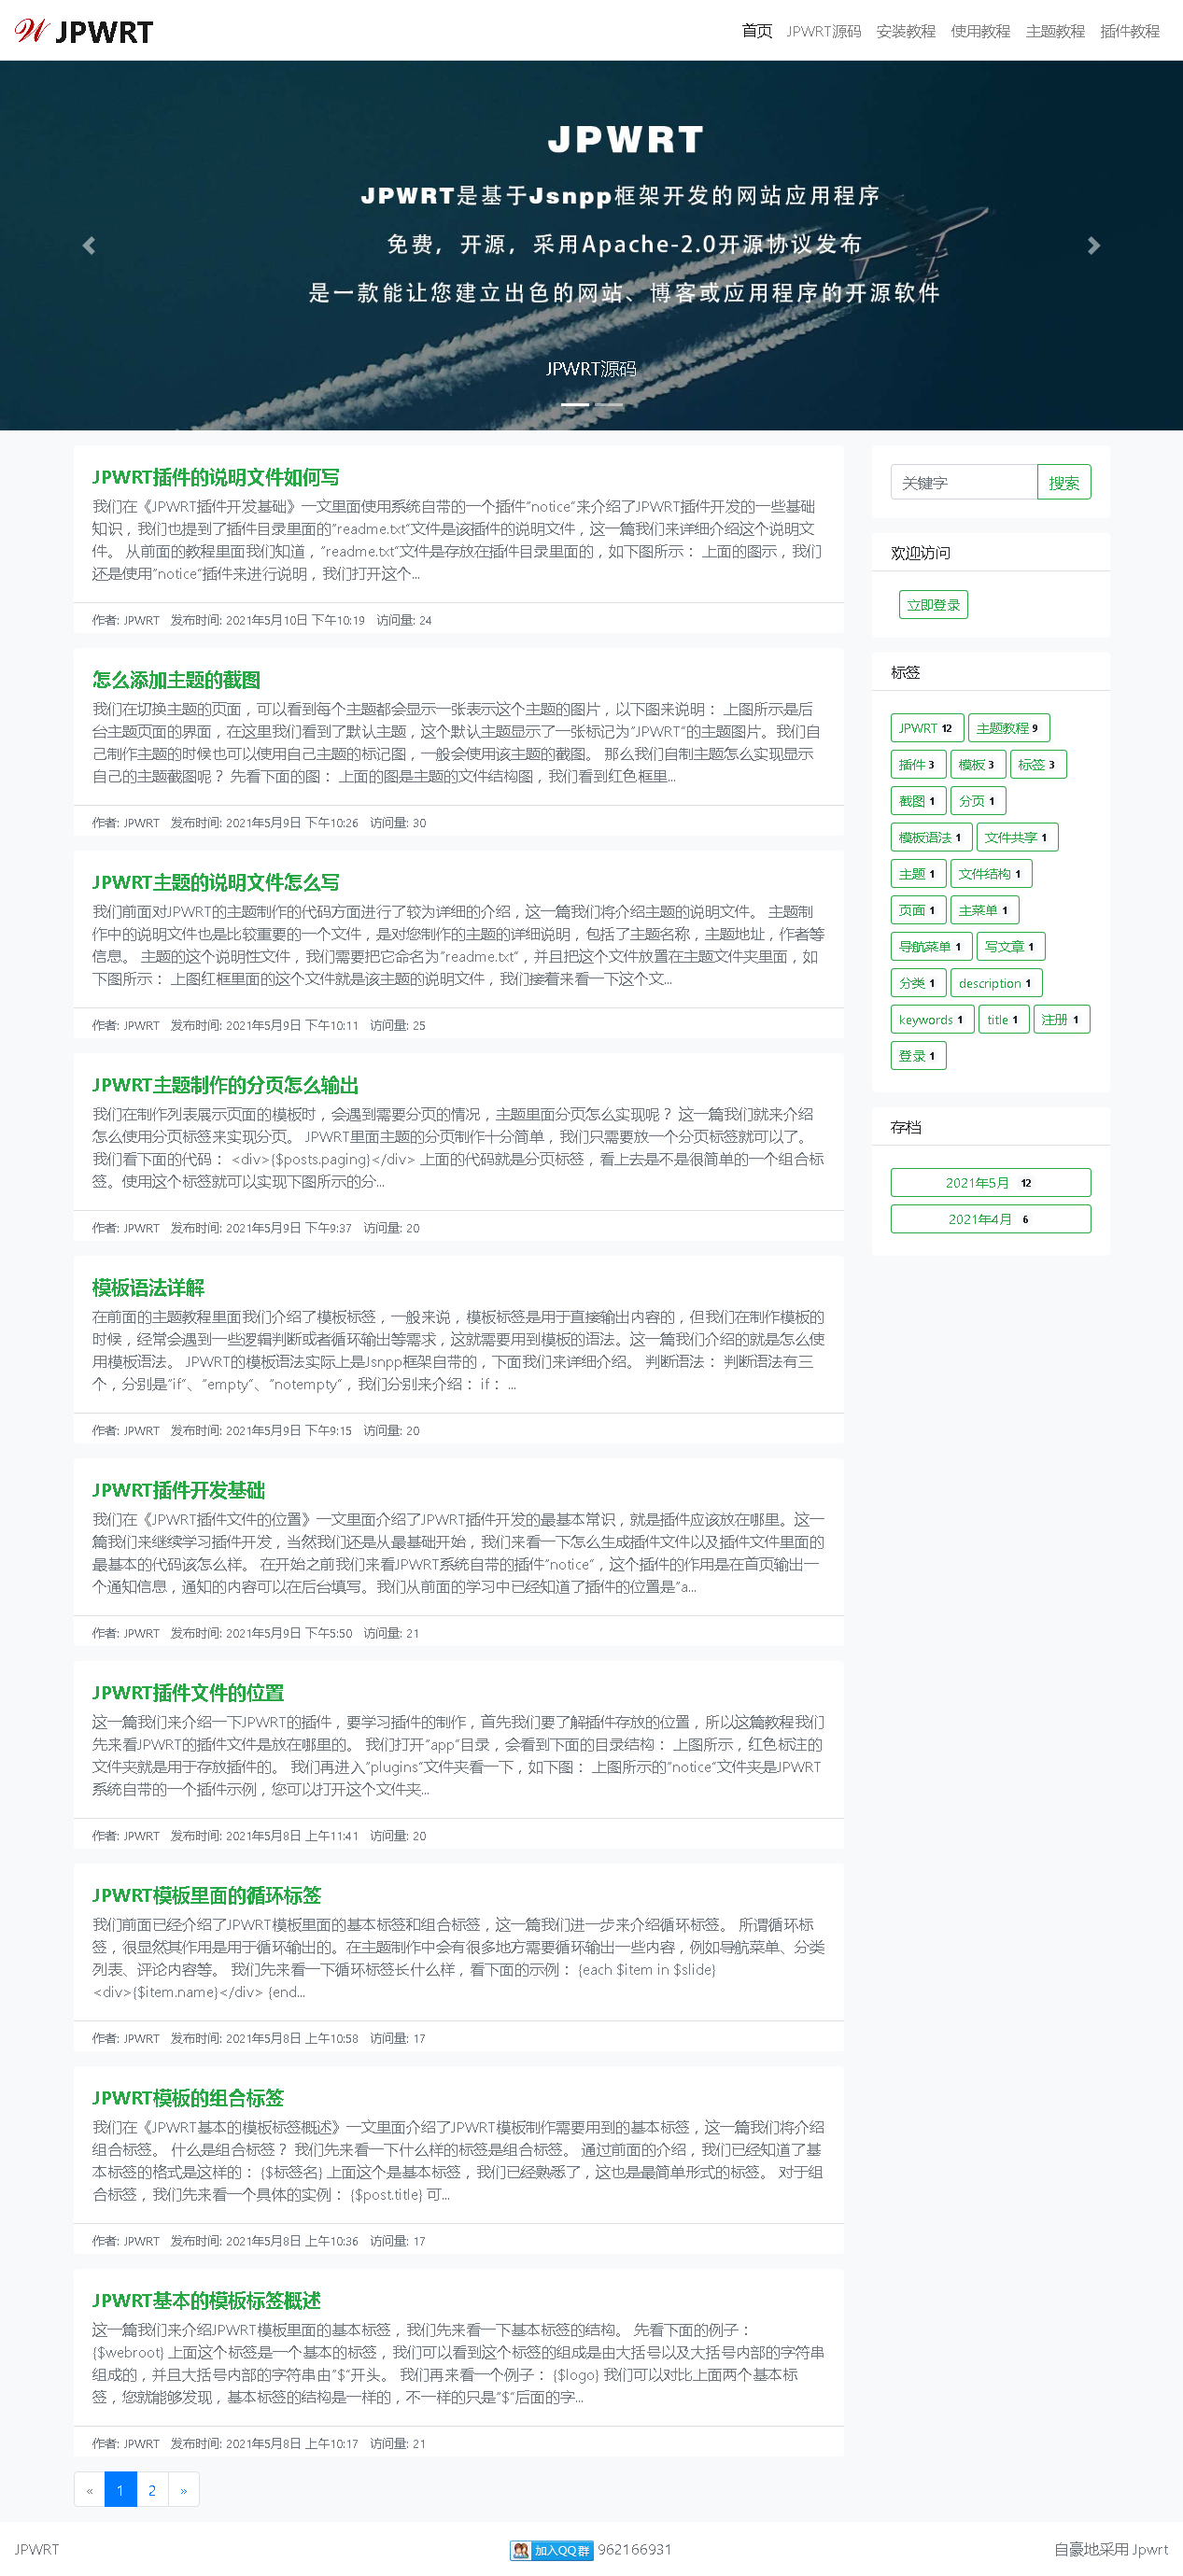 JPWRT
首页 JPWRT源码 安装教程 使用教程 主题教程 插件教程
JPWRT
JPWRT是基于Jsnpp框架开发的网站应用程序
免费，开源，采用Apache-2.0开源协议发布
是一款能让您建立出色的网站、博客或应用程序的开源软件
JPWRT源码
JPWRT插件的说明文件如何写
我们在《JPWRT插件开发基础》一文里面使用系统自带的一个插件“notice”来介绍了JPWRT插件开发的一些基础
知识，我们也提到了插件目录里面的“readme.txt”文件是该插件的说明文件，这一篇我们来详细介绍这个说明文
件。 从前面的教程里面我们知道，“readme.txt”文件是存放在插件目录里面的，如下图所示： 上面的图示，我们
还是使用“notice”插件来进行说明，我们打开这个...
作者: JPWRT 发布时间: 2021年5月10日 下午10:19 访问量: 24
怎么添加主题的截图
我们在切换主题的页面，可以看到每个主题都会显示一张表示这个主题的图片，以下图来说明： 上图所示是后
台主题页面的界面，在这里我们看到了默认主题，这个默认主题显示了一张标记为“JPWRT”的主题图片。我们自
己制作主题的时候也可以使用自己主题的标记图，一般会使用该主题的截图。 那么我们自制主题怎么实现显示
自己的主题截图呢？ 先看下面的图： 上面的图是主题的文件结构图，我们看到红色框里...
作者: JPWRT 发布时间: 2021年5月9日 下午10:26 访问量: 30
JPWRT主题的说明文件怎么写
我们前面对JPWRT的主题制作的代码方面进行了较为详细的介绍，这一篇我们将介绍主题的说明文件。 主题制
作中的说明文件也是比较重要的一个文件，是对您制作的主题的详细说明，包括了主题名称，主题地址，作者等
信息。 主题的这个说明性文件，我们需要把它命名为“readme.txt”，并且把这个文件放置在主题文件夹里面，如
下图所示： 上图红框里面的这个文件就是该主题的说明文件，我们接着来看一下这个文...
作者: JPWRT 发布时间: 2021年5月9日 下午10:11 访问量: 25
JPWRT主题制作的分页怎么输出
我们在制作列表展示页面的模板时，会遇到需要分页的情况，主题里面分页怎么实现呢？ 这一篇我们就来介绍
怎么使用分页标签来实现分页。 JPWRT里面主题的分页制作十分简单，我们只需要放一个分页标签就可以了。
我们看下面的代码： <div>{$posts.paging}</div> 上面的代码就是分页标签，看上去是不是很简单的一个组合标
签。使用这个标签就可以实现下图所示的分...
作者: JPWRT 发布时间: 2021年5月9日 下午9:37 访问量: 20
模板语法详解
在前面的主题教程里面我们介绍了模板标签，一般来说，模板标签是用于直接输出内容的，但我们在制作模板的
时候，经常会遇到一些逻辑判断或者循环输出等需求，这就需要用到模板的语法。这一篇我们介绍的就是怎么使
用模板语法。 JPWRT的模板语法实际上是Jsnpp框架自带的，下面我们来详细介绍。 判断语法： 判断语法有三
个，分别是“if”、“empty”、“notempty”，我们分别来介绍： if： ...
作者: JPWRT 发布时间: 2021年5月9日 下午9:15 访问量: 20
JPWRT插件开发基础
我们在《JPWRT插件文件的位置》一文里面介绍了JPWRT插件开发的最基本常识，就是插件应该放在哪里。这一
篇我们来继续学习插件开发，当然我们还是从最基础开始，我们来看一下怎么生成插件文件以及插件文件里面的
最基本的代码该怎么样。 在开始之前我们来看JPWRT系统自带的插件“notice”，这个插件的作用是在首页输出一
个通知信息，通知的内容可以在后台填写。我们从前面的学习中已经知道了插件的位置是“a...
作者: JPWRT 发布时间: 2021年5月9日 下午5:50 访问量: 21
JPWRT插件文件的位置
这一篇我们来介绍一下JPWRT的插件，要学习插件的制作，首先我们要了解插件存放的位置，所以这篇教程我们
先来看JPWRT的插件文件是放在哪里的。 我们打开“app”目录，会看到下面的目录结构： 上图所示，红色标注的
文件夹就是用于存放插件的。 我们再进入“plugins”文件夹看一下，如下图： 上图所示的“notice”文件夹是JPWRT
系统自带的一个插件示例，您可以打开这个文件夹...
作者: JPWRT 发布时间: 2021年5月8日 上午11:41 访问量: 20
JPWRT模板里面的循环标签
我们前面已经介绍了JPWRT模板里面的基本标签和组合标签，这一篇我们进一步来介绍循环标签。 所谓循环标
签，很显然其作用是用于循环输出的。在主题制作中会有很多地方需要循环输出一些内容，例如导航菜单、分类
列表、评论内容等。 我们先来看一下循环标签长什么样，看下面的示例： {each $item in $slide}
<div>{$item.name}</div> {end...
作者: JPWRT 发布时间: 2021年5月8日 上午10:58 访问量: 17
JPWRT模板的组合标签
我们在《JPWRT基本的模板标签概述》一文里面介绍了JPWRT模板制作需要用到的基本标签，这一篇我们将介绍
组合标签。 什么是组合标签？ 我们先来看一下什么样的标签是组合标签。 通过前面的介绍，我们已经知道了基
本标签的格式是这样的： {$标签名} 上面这个是基本标签，我们已经熟悉了，这也是最简单形式的标签。 对于组
合标签，我们先来看一个具体的实例： {$post.title} 可...
作者: JPWRT 发布时间: 2021年5月8日 上午10:36 访问量: 17
JPWRT基本的模板标签概述
这一篇我们来介绍JPWRT模板里面的基本标签，我们先来看一下基本标签的结构。 先看下面的例子：
{$webroot} 上面这个标签是一个基本的标签，我们可以看到这个标签的组成是由大括号以及大括号内部的字符串
组成的，并且大括号内部的字符串由“$”开头。 我们再来看一个例子： {$logo} 我们可以对比上面两个基本标
签，您就能够发现，基本标签的结构是一样的，不一样的只是“$”后面的字...
作者: JPWRT 发布时间: 2021年5月8日 上午10:17 访问量: 21
« 1 2 »
关键字 搜索
欢迎访问
立即登录
标签
JPWRT 12 主题教程 9
插件 3 模板 3 标签 3
截图 1 分页 1
模板语法 1 文件共享 1
主题 1 文件结构 1
页面 1 主菜单 1
导航菜单 1 写文章 1
分类 1 description 1
keywords 1 title 1 注册 1
登录 1
存档
2021年5月 12
2021年4月 6
JPWRT 加入QQ群 962166931 自豪地采用 Jpwrt